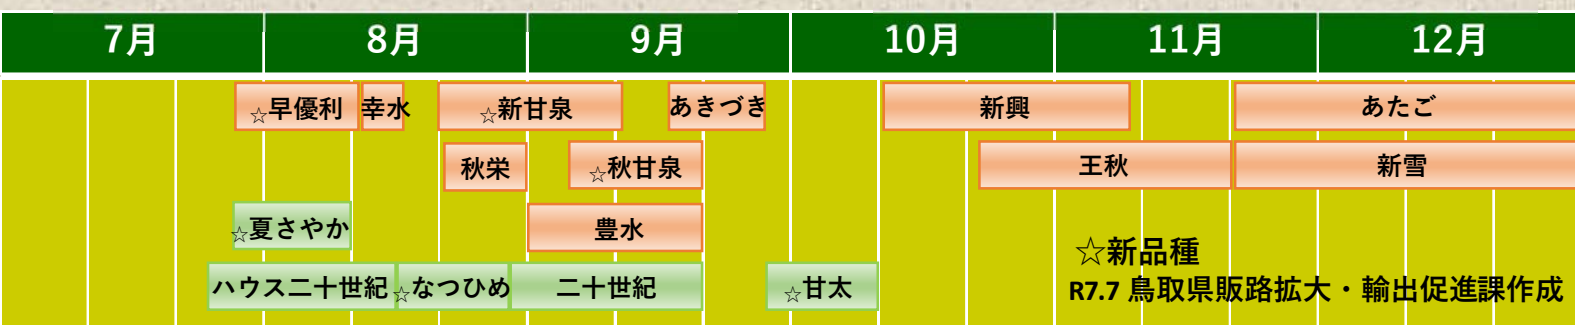 7月 8月 9月 10月 11月 12月
☆早優利 幸水 ☆新甘泉 あきづき 新興 あたご
秋栄 ☆秋甘泉 王秋 新雪
☆夏さやか 豊水
ハウス二十世紀 ☆なつひめ 二十世紀 ☆甘太
☆新品種
R7.7 鳥取県販路拡大・輸出促進課作成